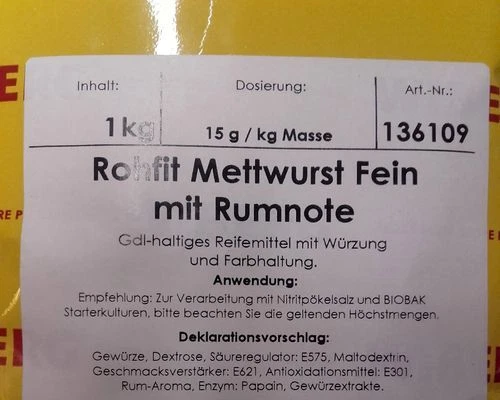 Inhalt: Dosierung: Art.-Nr.:
1kg 15 g / kg Masse 136109
Rohfit Mettwurst Fein
mit Rumnote
Gdl-haltiges Reifemittel mit Würzung
und Farbhaltung.
Anwendung:
Empfehlung: Zur Verarbeitung mit Nitritpökelsalz und BIOBAK
Starterkulturen, bitte beachten Sie die geltenden Höchstmengen.
Deklarationsvorschlag:
Gewürze, Dextrose, Säureregulator: E575, Maltodextrin,
Geschmacksverstärker: E621, Antioxidationsmittel: E301,
Rum-Aroma, Enzym: Papain, Gewürzextrakte.